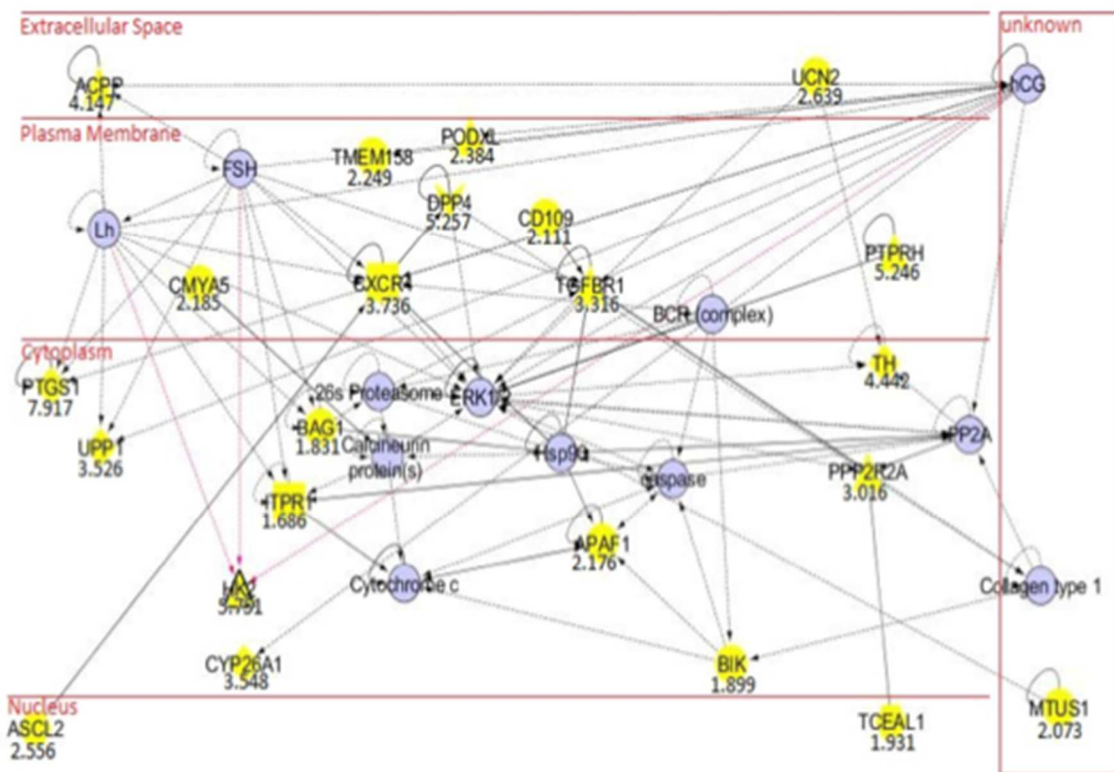 Extracellular Space
unknown
ACPP
4.147
UCN2
2.639
hCG
Plasma Membrane
PODXL
2.384
TMEM158
2.249
FSH
DPP4
5.257
CD109
2.111
Lh
PTPRH
5.246
CMYA5
2.185
CXCR4
3.736
TGFBR1
3.316
BCR (complex)
Cytoplasm
PTGS1
7.917
TH
4.442
26s Proteasome
BAG1
1.831
UPP1
3.526
Calcineurin
protein(s)
Hsp90
PP2A
caspase
PPP2R2A
3.016
ITPR1
1.686
APAF1
2.176
HK2
Cytochrome c
Collagen type 1
CYP26A1
3.548
BIK
1.899
Nucleus
ASCL2
2.556
TCEAL1
1.931
MTUS1
2.073